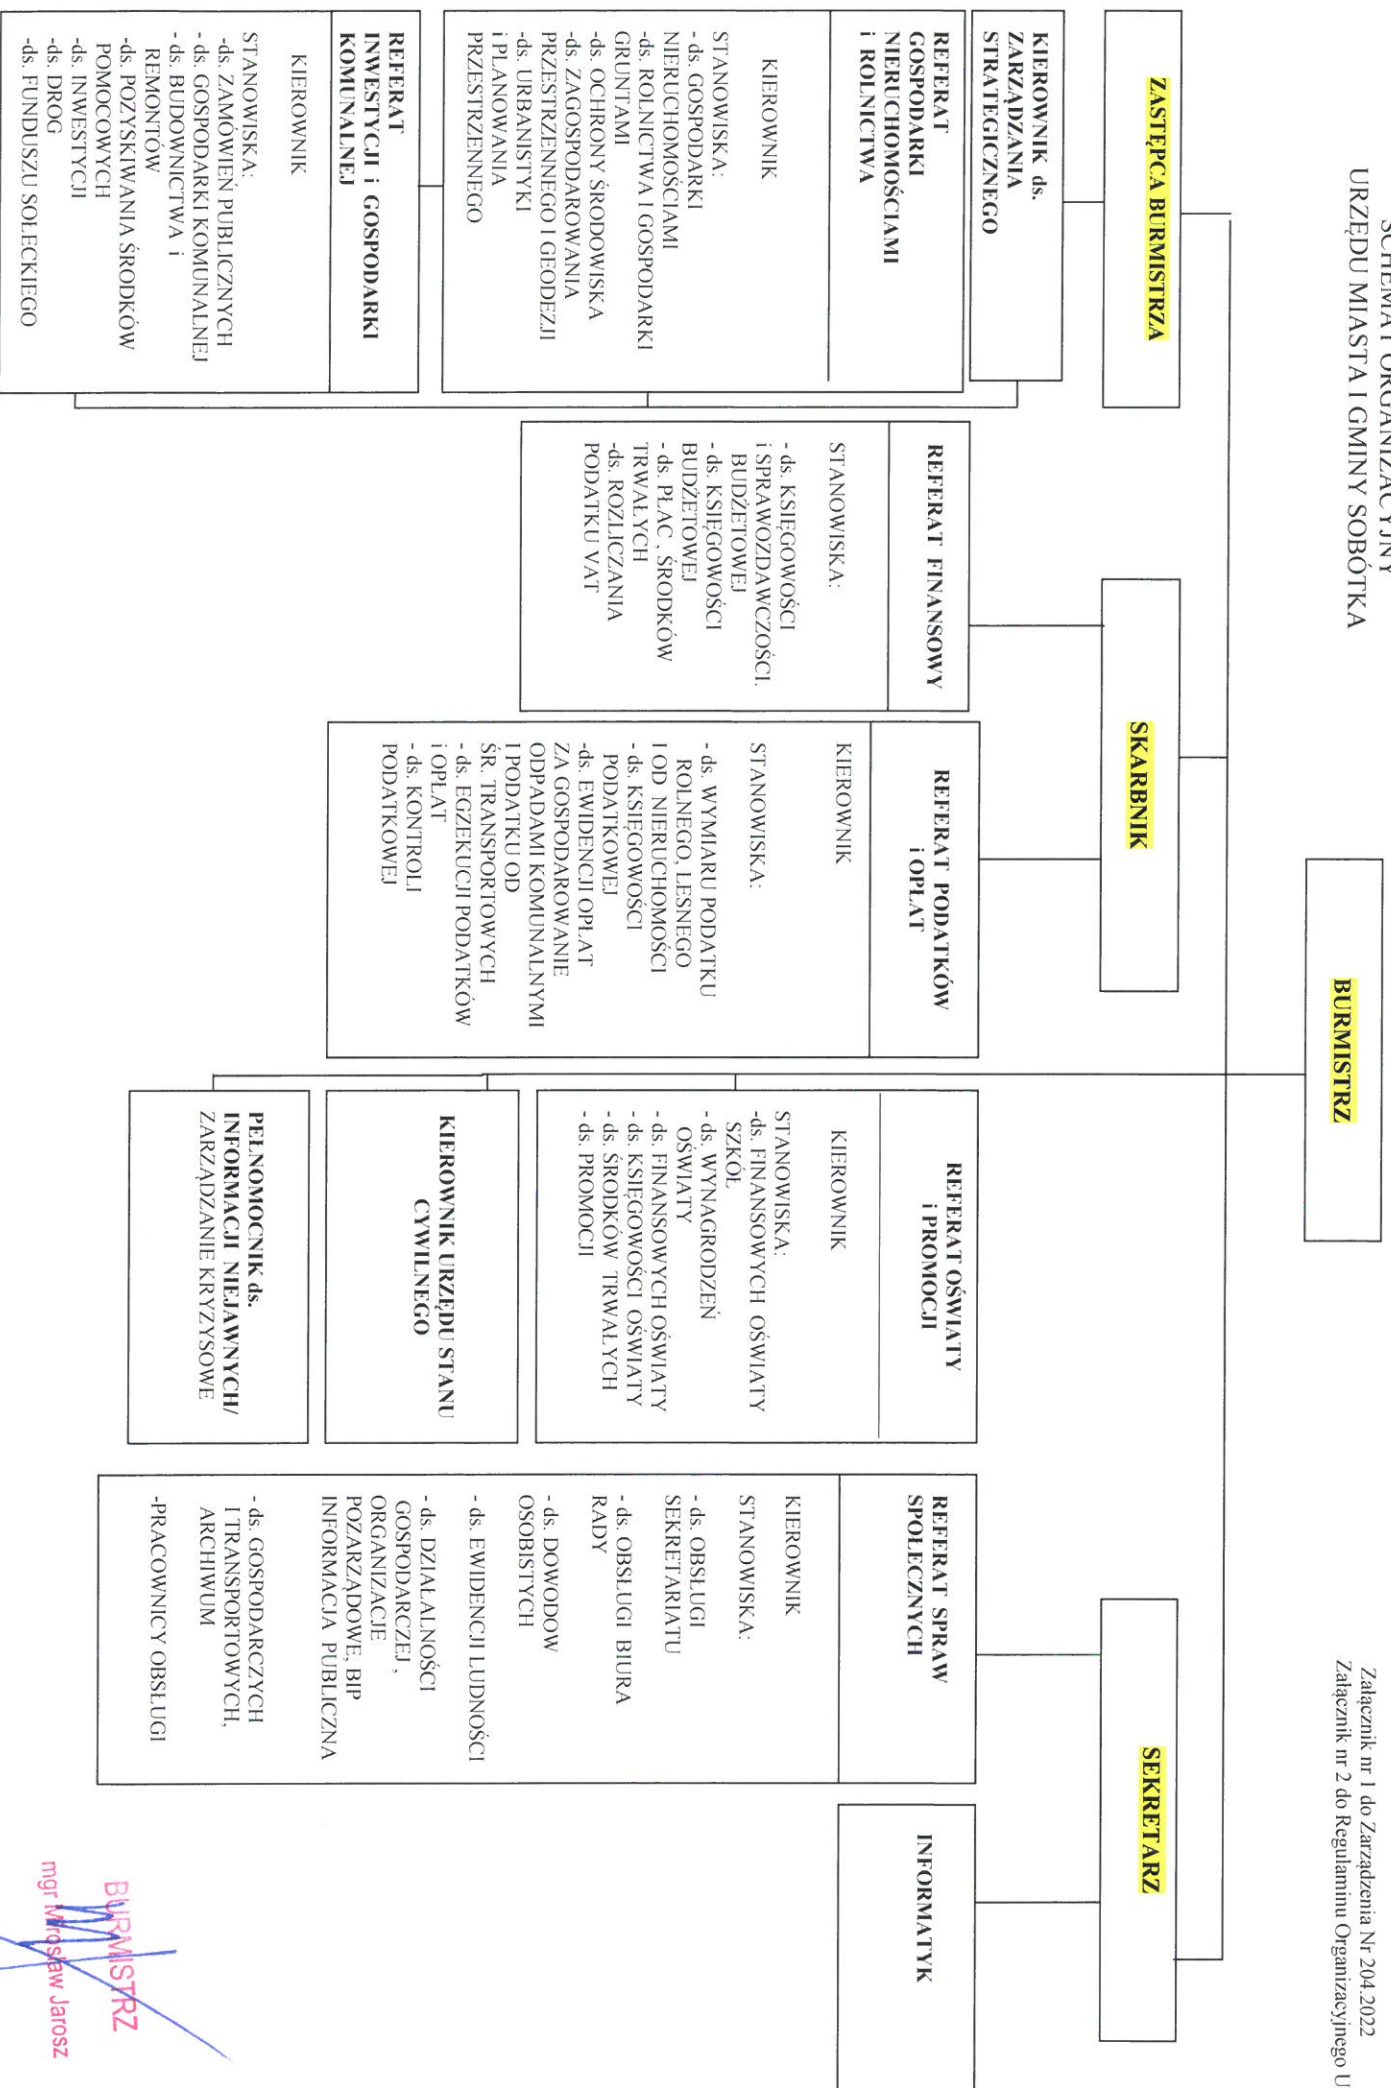 Załącznik nr 1 do Zarządzenia Nr 204.2022
Załącznik nr 2 do Regulaminu Organizacyjnego U
SCHEMAT ORGANIZACYJNY
URZĘDU MIASTA I GMINY SOBÓTKA
BURMISTRZ
ZASTĘPCA BURMISTRZA
SKARBNIK
SEKRETARZ
KIEROWNIK ds.
ZARZĄDZANIA
STRATEGICZNEGO
REFERAT
GOSPODARKI
NIERUCHOMOŚCIAMI
i ROLNICTWA
KIEROWNIK
STANOWISKA:
- ds. GOSPODARKI
NIERUCHOMOŚCIAMI
-ds. ROLNICTWA I GOSPODARKI
GRUNTAMI
-ds. OCHRONY ŚRODOWISKA
-ds. ZAGOSPODAROWANIA
PRZESTRZENNEGO I GEODEZJI
-ds. URBANISTYKI
i PLANOWANIA
PRZESTRZENNEGO
REFERAT
INWESTYCJI i GOSPODARKI
KOMUNALNEJ
KIEROWNIK
STANOWISKA:
-ds. ZAMÓWIEŃ PUBLICZNYCH
- ds. GOSPODARKI KOMUNALNEJ
- ds. BUDOWNICTWA i
REMONTÓW
-ds. POZYSKIWANIA ŚRODKÓW
POMOCOWYCH
-ds. INWESTYCJI
-ds. DRÓG
-ds. FUNDUSZU SOŁECKIEGO
REFERAT FINANSOWY
STANOWISKA:
- ds. KSIĘGOWOŚCI
i SPRAWOZDAWCZOŚCI.
BUDŻETOWEJ
- ds. KSIĘGOWOŚCI
BUDŻETOWEJ
- ds. PŁAC , ŚRODKÓW
TRWAŁYCH
-ds. ROZLICZANIA
PODATKU VAT
REFERAT PODATKÓW
i OPŁAT
KIEROWNIK
STANOWISKA:
- ds. WYMIARU PODATKU
ROLNEGO, LEŚNEGO
I OD NIERUCHOMOŚCI
- ds. KSIĘGOWOŚCI
PODATKOWEJ
-ds. EWIDENCJI OPŁAT
ZA GOSPODAROWANIE
ODPADAMI KOMUNALNYMI
I PODATKU OD
ŚR. TRANSPORTOWYCH
- ds. EGZEKUCJI PODATKÓW
i OPŁAT
- ds. KONTROLI
PODATKOWEJ
REFERAT OŚWIATY
i PROMOCJI
KIEROWNIK
STANOWISKA:
-ds. FINANSOWYCH OŚWIATY
SZKÓŁ
- ds. WYNAGRODZEŃ
OŚWIATY
- ds. FINANSOWYCH OŚWIATY
- ds. KSIĘGOWOŚCI OŚWIATY
- ds. ŚRODKÓW TRWAŁYCH
- ds. PROMOCJI
KIEROWNIK URZĘDU STANU
CYWILNEGO
PEŁNOMOCNIK ds.
INFORMACJI NIEJAWNYCH/
ZARZĄDZANIE KRYZYSOWE
REFERAT SPRAW
SPOŁECZNYCH
KIEROWNIK
STANOWISKA:
- ds. OBSŁUGI
SEKRETARIATU
- ds. OBSŁUGI BIURA
RADY
- ds. DOWODOW
OSOBISTYCH
- ds. EWIDENCJI LUDNOŚCI
- ds. DZIAŁALNOŚCI
GOSPODARCZEJ ,
ORGANIZACJE
POZARZĄDOWE, BIP
INFORMACJA PUBLICZNA
- ds. GOSPODARCZYCH
I TRANSPORTOWYCH,
ARCHIWUM
-PRACOWNICY OBSŁUGI
INFORMATYK
BURMISTRZ
mgr Mirosław Jarosz